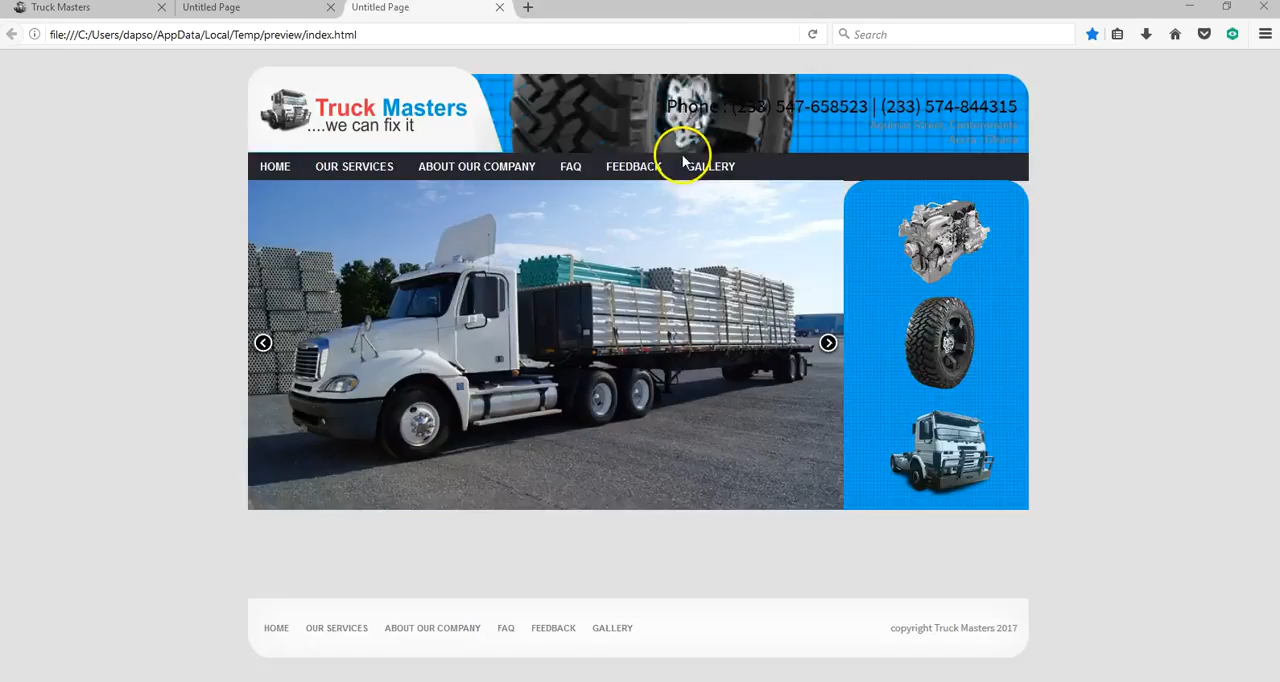 Truck Masters
Untitled Page
Untitled Page
file:///C:/Users/dapso/AppData/Local/Temp/preview/index.html
Search
Truck Masters
....we can fix it
Phone : (233) 547-658523 | (233) 574-844315
HOME OUR SERVICES ABOUT OUR COMPANY FAQ FEEDBACK GALLERY
HOME OUR SERVICES ABOUT OUR COMPANY FAQ FEEDBACK GALLERY
copyright Truck Masters 2017